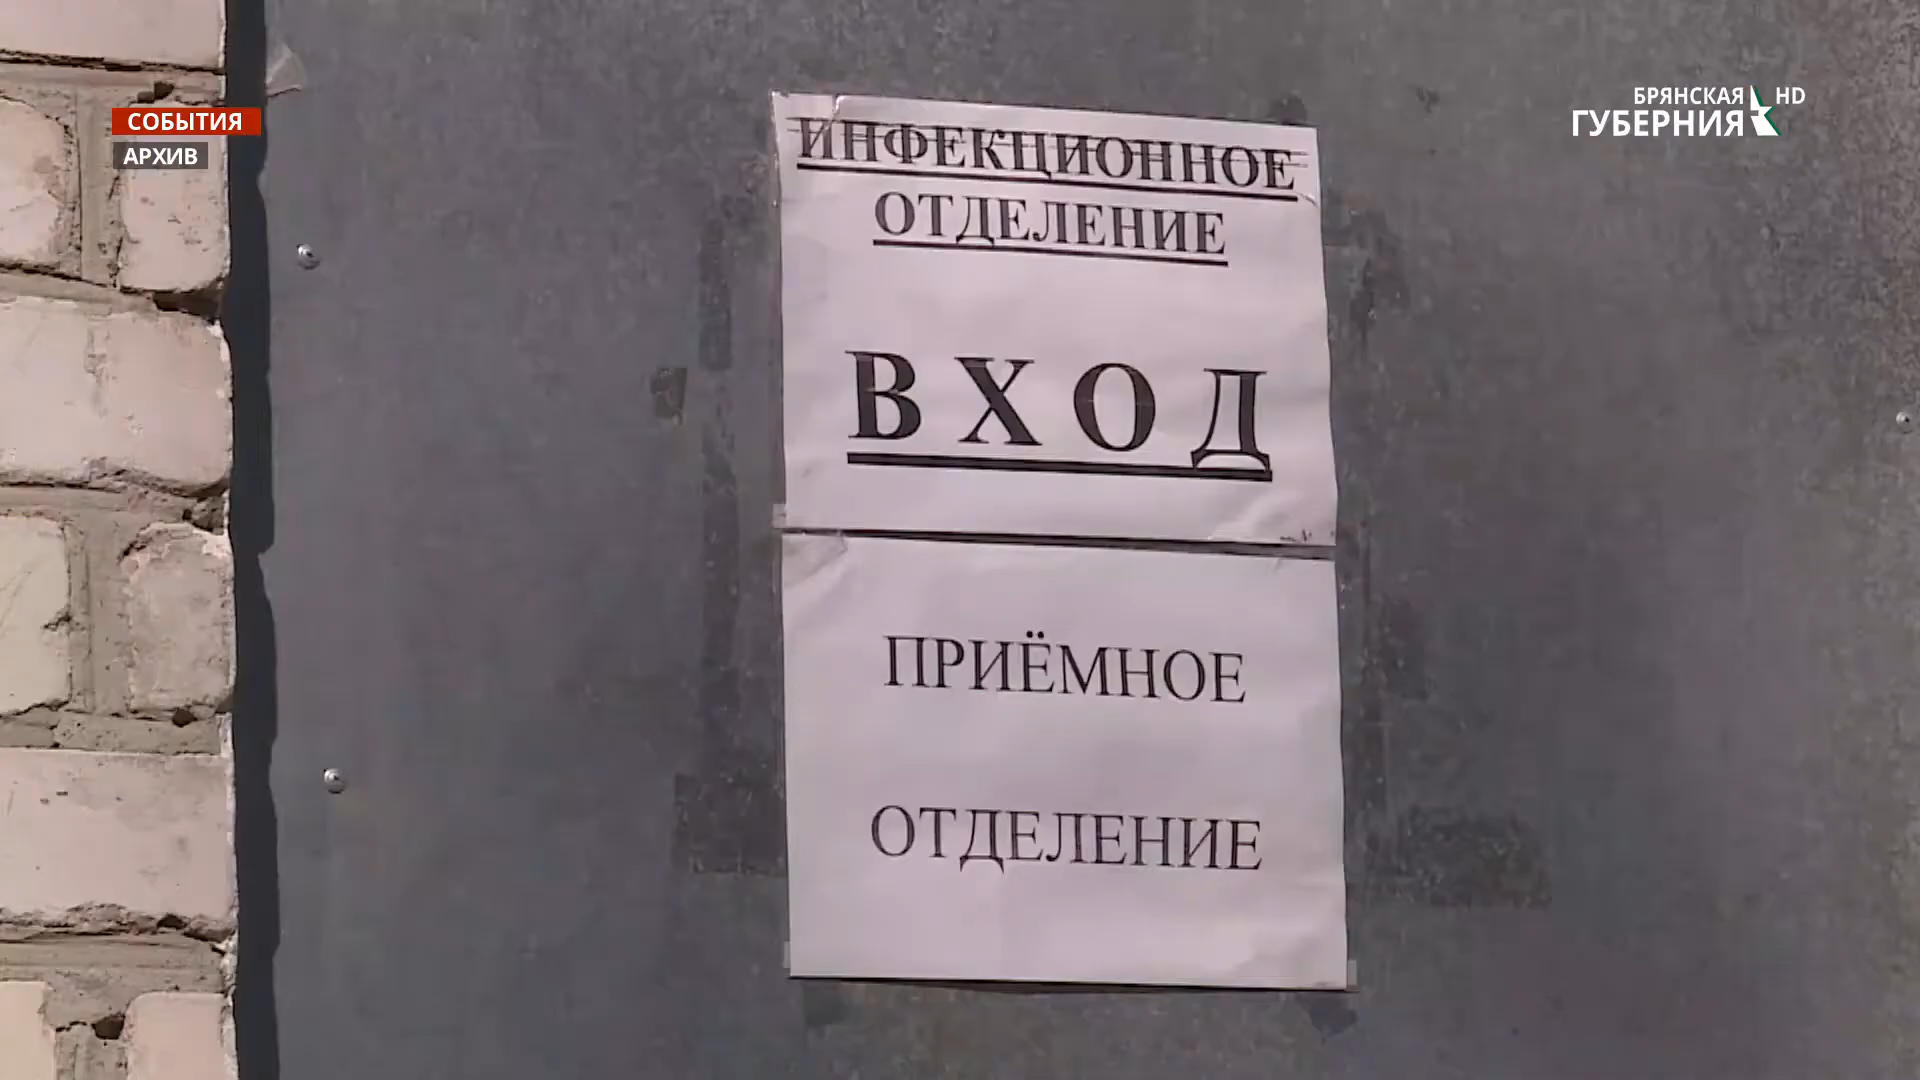 СОБЫТИЯ
АРХИВ
БРЯНСКАЯ HD
ГУБЕРНИЯ
ИНФЕКЦИОННОЕ
ОТДЕЛЕНИЕ
ВХОД
ПРИЁМНОЕ
ОТДЕЛЕНИЕ